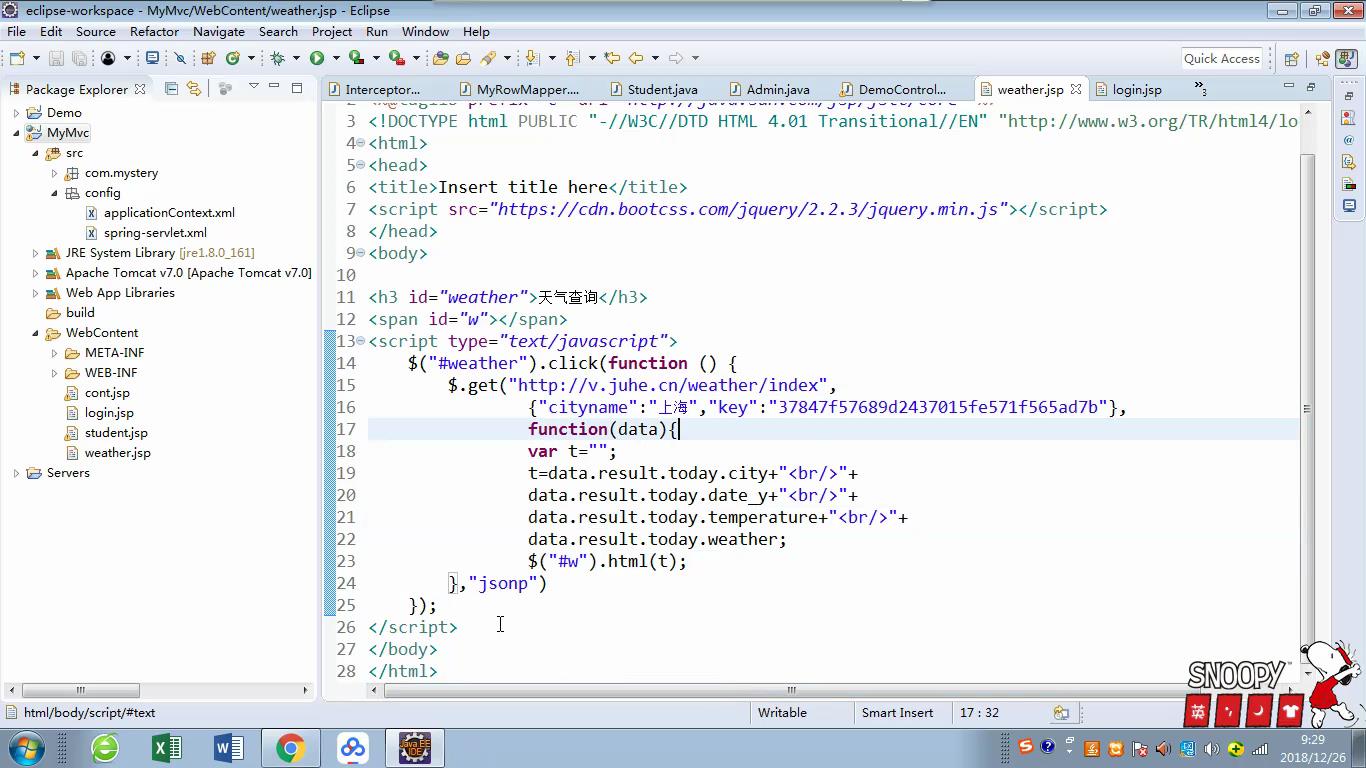 eclipse-workspace - MyMvc/WebContent/weather.jsp - Eclipse
File Edit Source Refactor Navigate Search Project Run Window Help
Quick Access
Package Explorer
Interceptor... MyRowMapper.... Student.java Admin.java DemoControl... weather.jsp login.jsp »3
Demo
MyMvc
src
com.mystery
config
applicationContext.xml
spring-servlet.xml
JRE System Library [jre1.8.0_161]
Apache Tomcat v7.0 [Apache Tomcat v7.0]
Web App Libraries
build
WebContent
META-INF
WEB-INF
cont.jsp
login.jsp
student.jsp
weather.jsp
Servers
3 <!DOCTYPE html PUBLIC "-//W3C//DTD HTML 4.01 Transitional//EN" "http://www.w3.org/TR/html4/lo
4 <html>
5 <head>
6 <title>Insert title here</title>
7 <script src="https://cdn.bootcss.com/jquery/2.2.3/jquery.min.js"></script>
8 </head>
9 <body>
10
11 <h3 id="weather">天气查询</h3>
12 <span id="w"></span>
13 <script type="text/javascript">
14 $("#weather").click(function () {
15 $.get("http://v.juhe.cn/weather/index",
16 {"cityname":"上海","key":"37847f57689d2437015fe571f565ad7b"},
17 function(data){
18 var t="";
19 t=data.result.today.city+"<br/>"+
20 data.result.today.date_y+"<br/>"+
21 data.result.today.temperature+"<br/>"+
22 data.result.today.weather;
23 $("#w").html(t);
24 },"jsonp")
25 });
26 </script>
27 </body>
28 </html>
html/body/script/#text
Writable Smart Insert 17 : 32
SNOOPY
英
Java EE IDE
9:29
2018/12/26